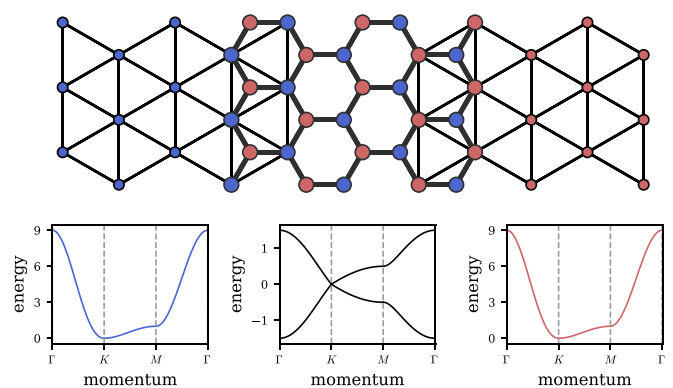 energy
9
6
3
0
Γ K M Γ
momentum
energy
1
0
−1
Γ K M Γ
momentum
energy
9
6
3
0
Γ K M Γ
momentum